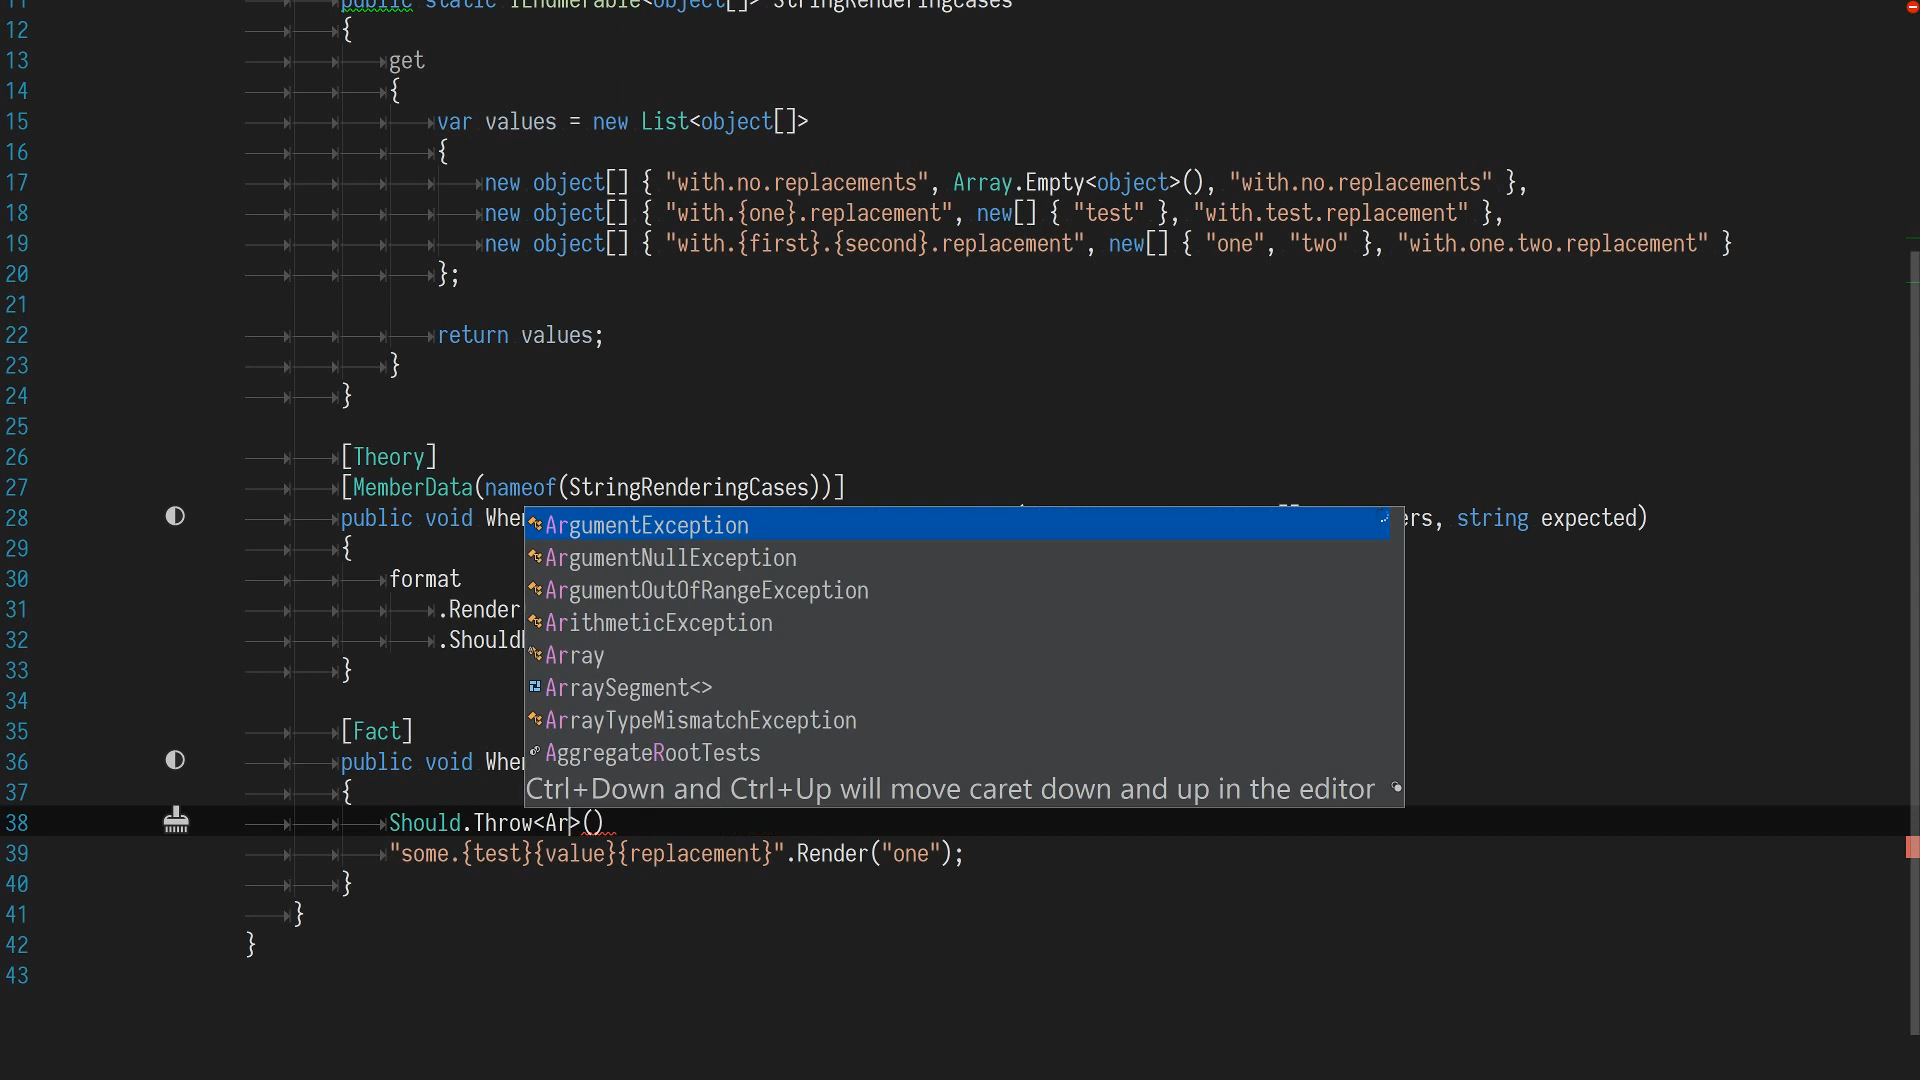 11 public static IEnumerable<object[]> StringRenderingCases
12 {
13 get
14 {
15 var values = new List<object[]>
16 {
17 new object[] { "with.no.replacements", Array.Empty<object>(), "with.no.replacements" },
18 new object[] { "with.{one}.replacement", new[] { "test" }, "with.test.replacement" },
19 new object[] { "with.{first}.{second}.replacement", new[] { "one", "two" }, "with.one.two.replacement" }
20 };
21
22 return values;
23 }
24 }
25
26 [Theory]
27 [MemberData(nameof(StringRenderingCases))]
28 public void When string expected)
ArgumentException
ArgumentNullException
ArgumentOutOfRangeException
ArithmeticException
Array
ArraySegment<>
ArrayTypeMismatchException
AggregateRootTests
Ctrl+Down and Ctrl+Up will move caret down and up in the editor
29 {
30 format
31 .Render
32
33 }
34
35 [Fact]
36 public void When
37 {
38 Should.Throw<Ar>()
39 "some.{test}{value}{replacement}".Render("one");
40 }
41 }
42 }
43